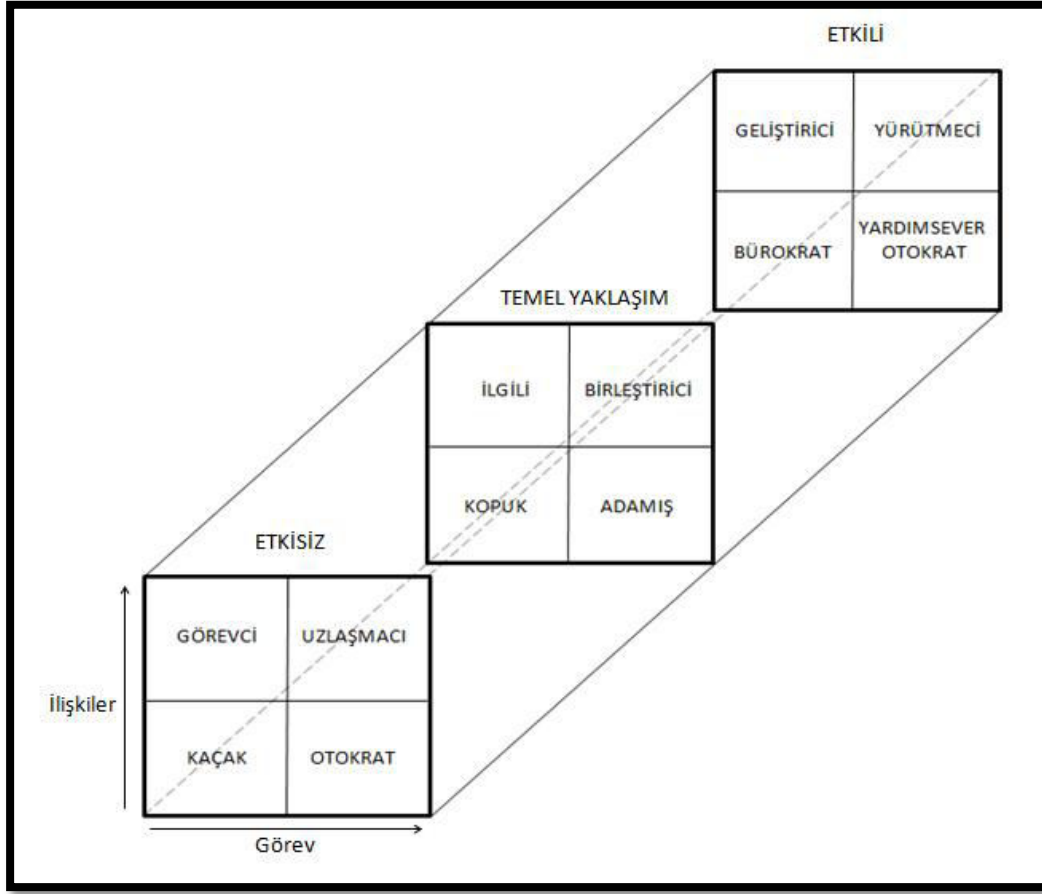 ETKİLİ
GELİŞTİRİCİ
YÜRÜTMECİ
BÜROKRAT
YARDIMSEVER
OTOKRAT
TEMEL YAKLAŞIM
İLGİLİ
BİRLEŞTİRİCİ
KOPUK
ADAMIŞ
ETKİSİZ
GÖREVCİ
UZLAŞMACI
İlişkiler
KAÇAK
OTOKRAT
Görev